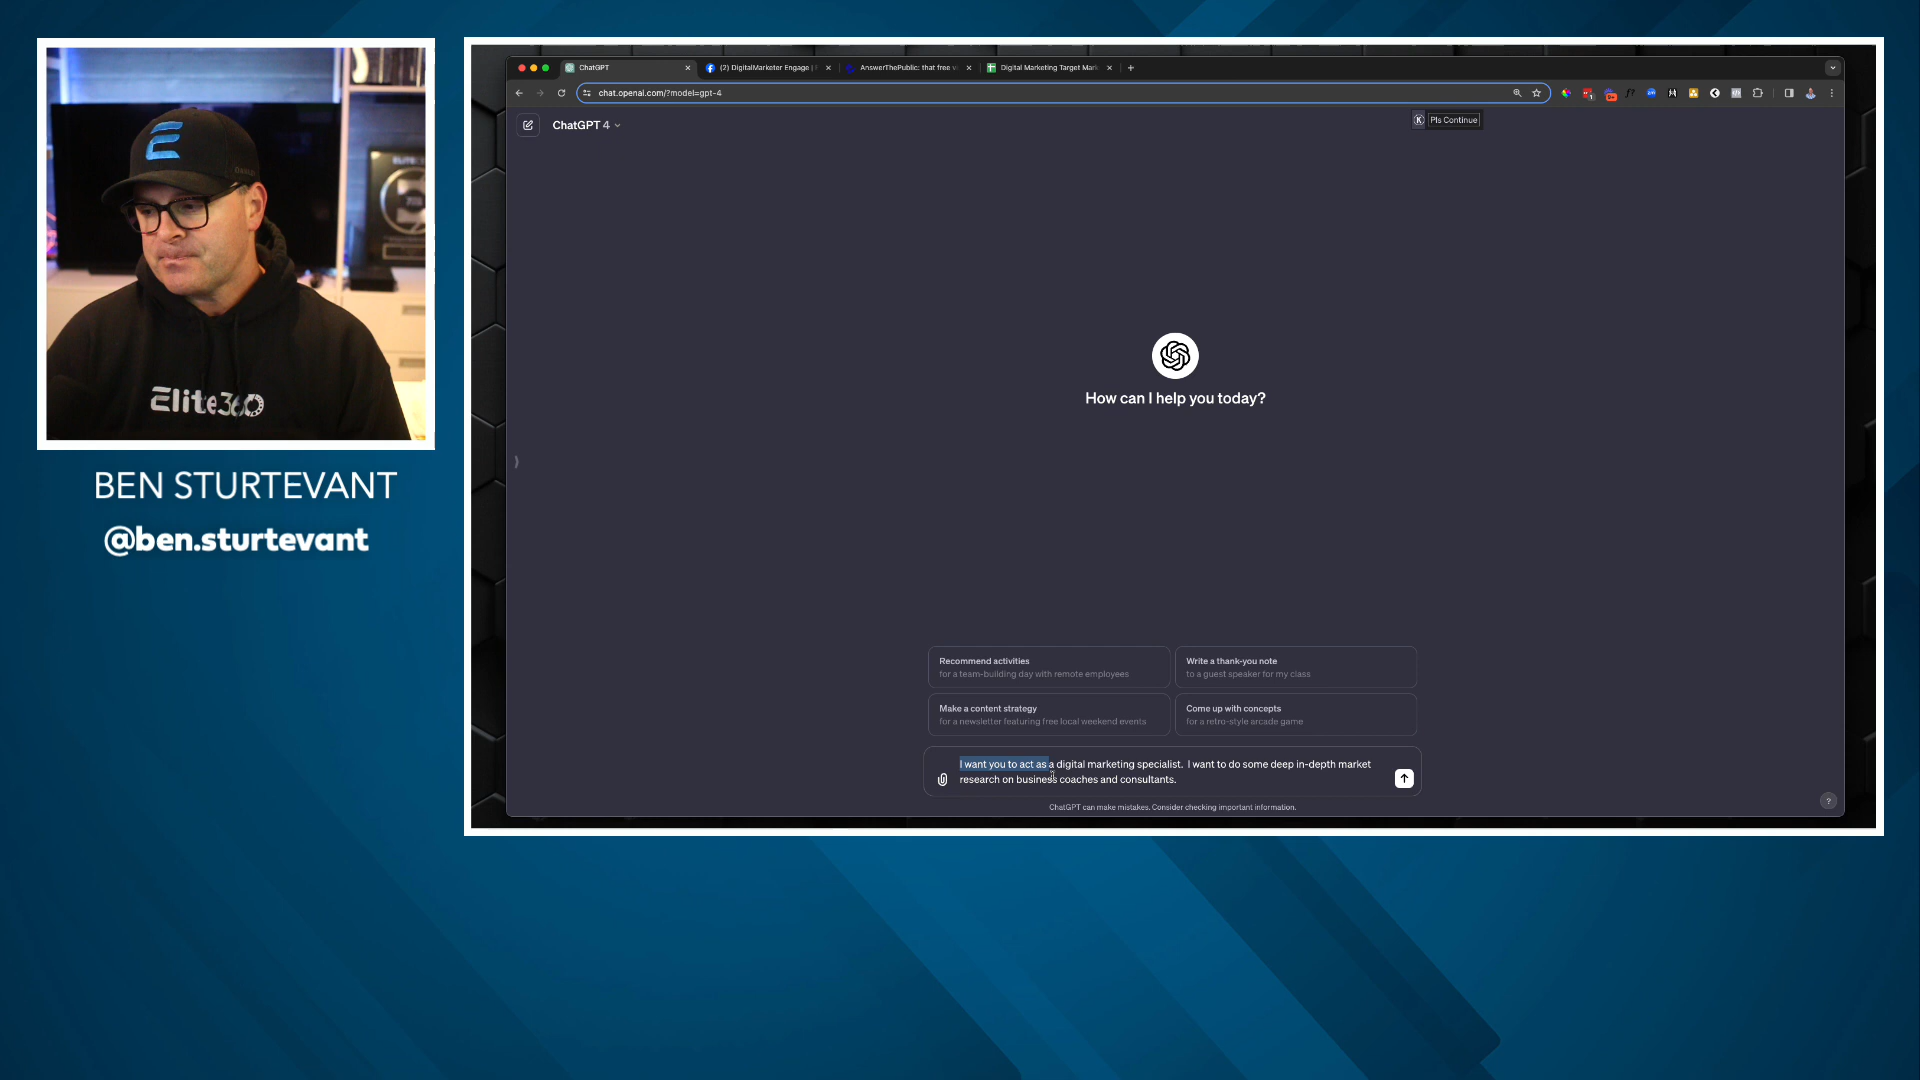 Elite360
BEN STURTEVANT
@ben.sturtevant
ChatGPT
(2) DigitalMarketer Engage |
AnswerThePublic: that free vi
Digital Marketing Target Mark
chat.openai.com/?model=gpt-4
ChatGPT 4
K Pls Continue
How can I help you today?
Recommend activities
for a team-building day with remote employees
Write a thank-you note
to a guest speaker for my class
Make a content strategy
for a newsletter featuring free local weekend events
Come up with concepts
for a retro-style arcade game
I want you to act as a digital marketing specialist. I want to do some deep in-depth market
research on business coaches and consultants.
ChatGPT can make mistakes. Consider checking important information.
?